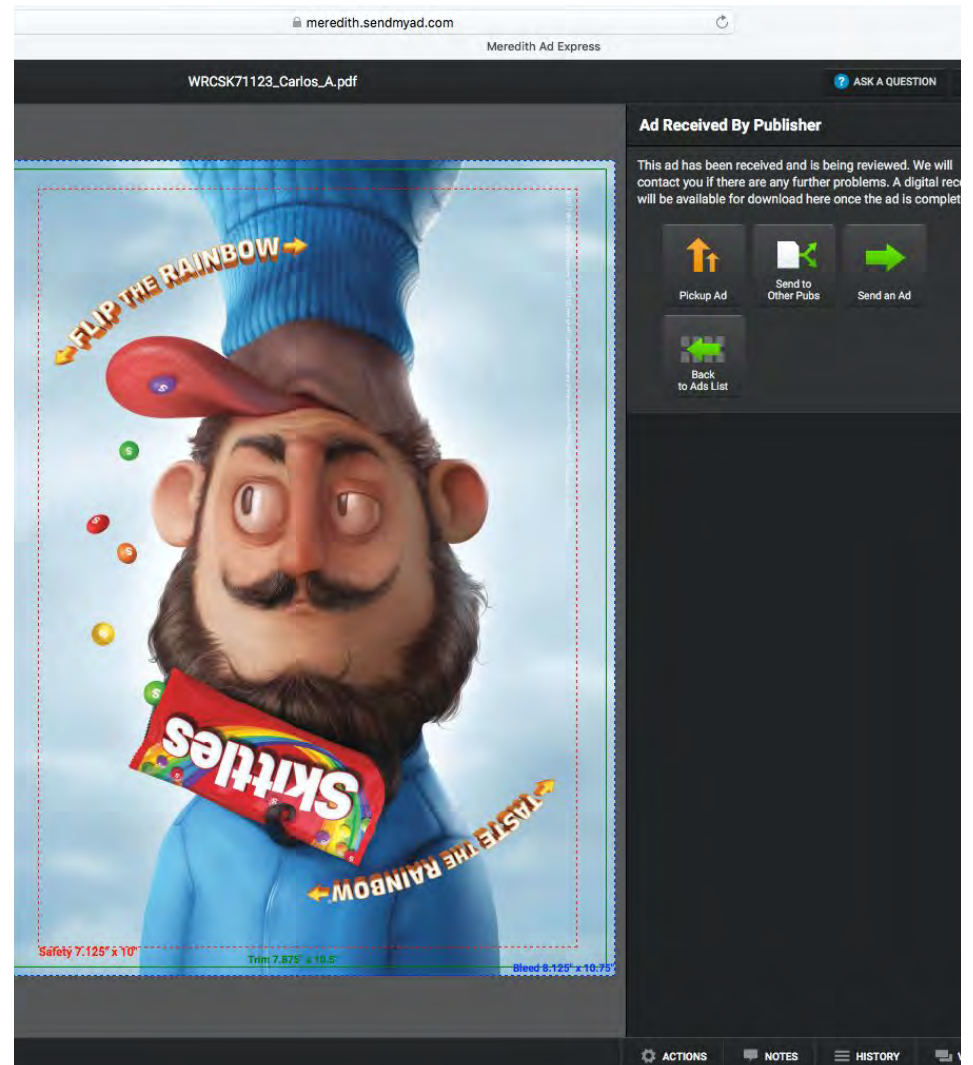 meredith.sendmyad.com
Meredith Ad Express
WRCSK71123_Carlos_A.pdf
? ASK A QUESTION
Ad Received By Publisher
This ad has been received and is being reviewed. We will
contact you if there are any further problems. A digital rec
will be available for download here once the ad is complet
Pickup Ad
Send to
Other Pubs
Send an Ad
Back
to Ads List
FLIP THE RAINBOW
S
S
S
S
S
Skittles
TASTE THE RAINBOW
Safety 7.125" x 10"
Trim 7.875" x 10.5"
Bleed 8.125" x 10.75"
ACTIONS
NOTES
HISTORY
V